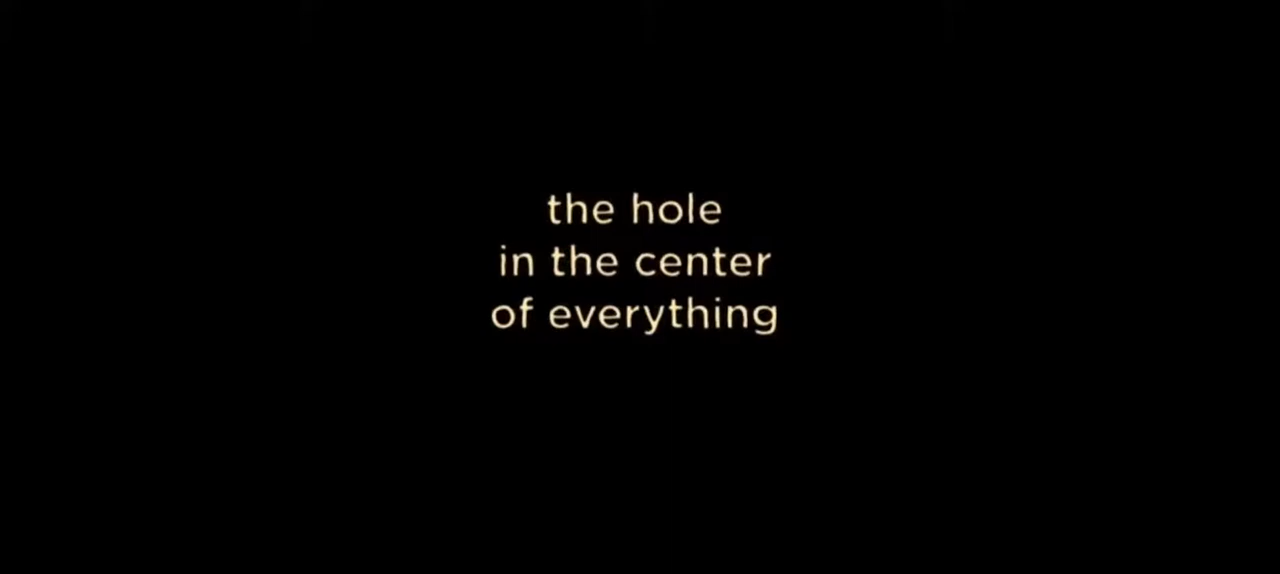 the hole
in the center
of everything